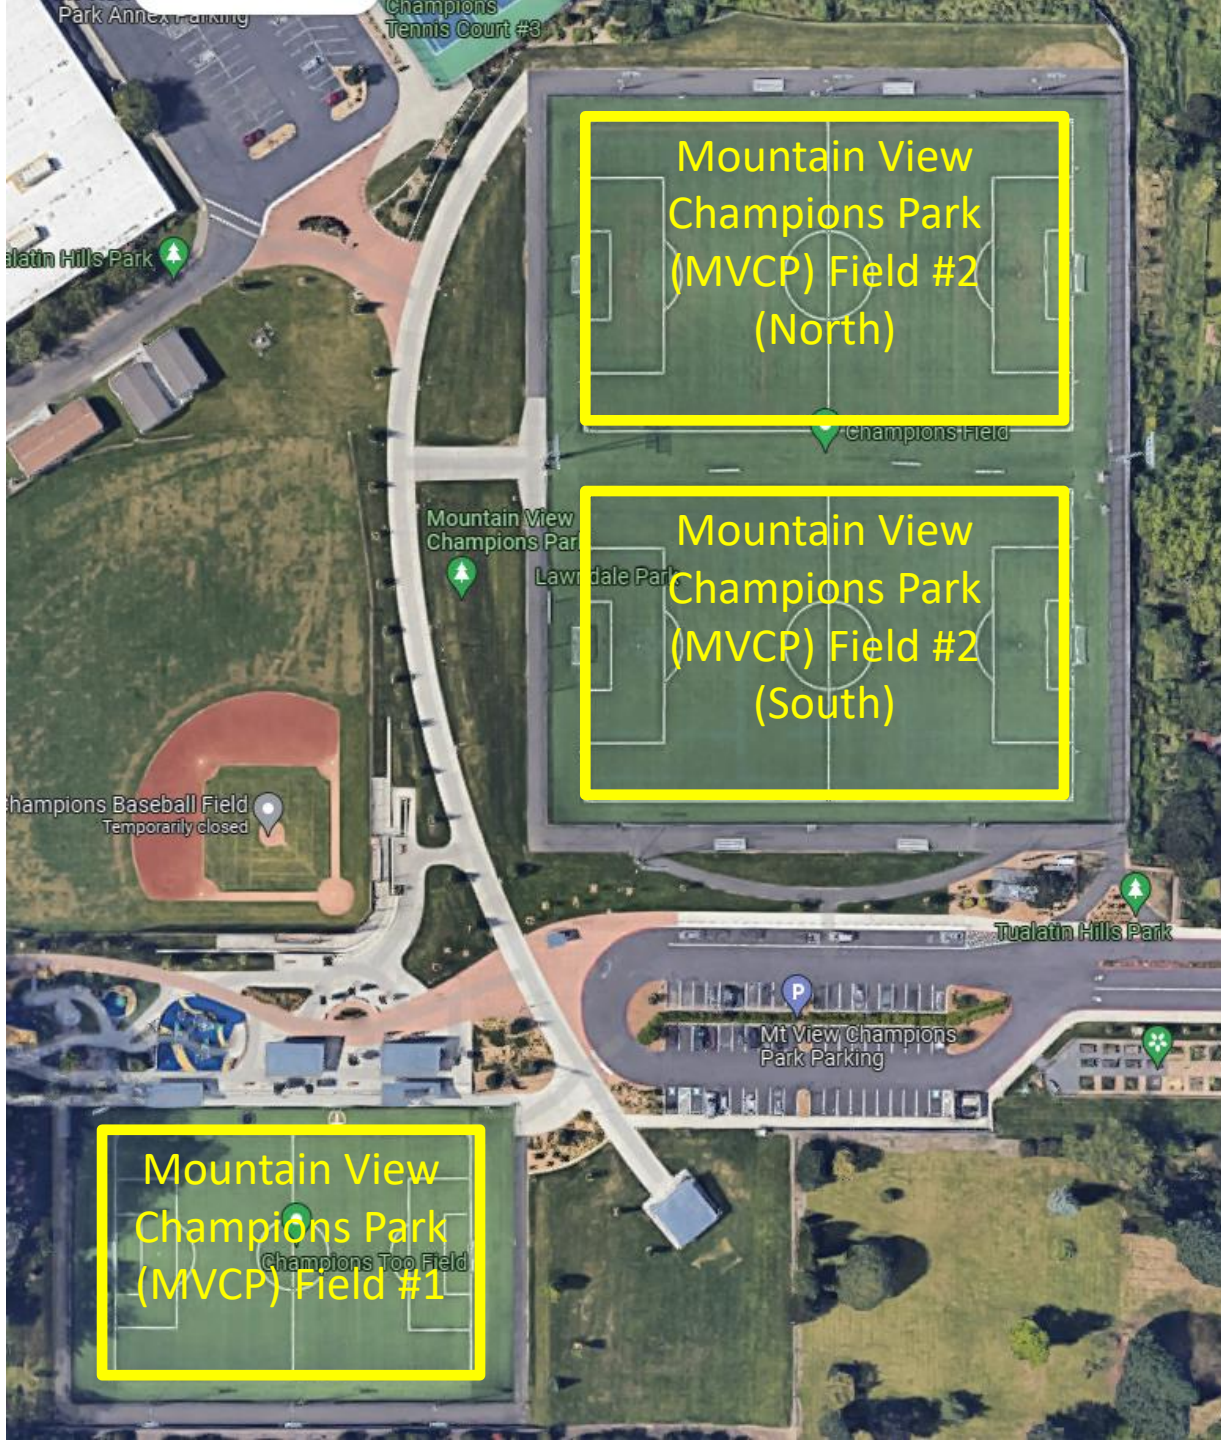 Park Annex Parking
Champions
Tennis Court #3
Mountain View
Champions Park
(MVCP) Field #2
(North)
alatin Hills Park
Champions Field
Mountain View
Champions Par
Lawndale Park
Mountain View
Champions Park
(MVCP) Field #2
(South)
Champions Baseball Field
Temporarily closed
Tualatin Hills Park
P
Mt View Champions
Park Parking
Mountain View
Champions Park
(MVCP) Field #1
Champions Too Field